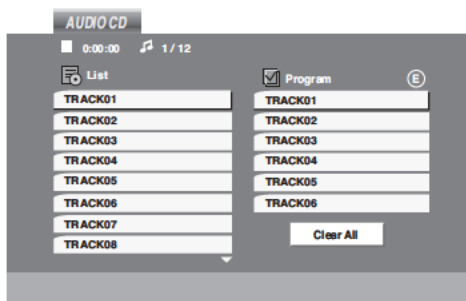 AUDIO CD
0:00:00 1 / 12
List
TRACK01
TRACK02
TRACK03
TRACK04
TRACK05
TRACK06
TRACK07
TRACK08
Program E
TRACK01
TRACK02
TRACK03
TRACK04
TRACK05
TRACK06
Clear All